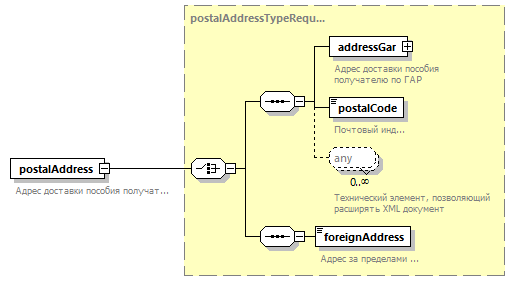 postalAddressTypeRequ...
addressGar
Адрес доставки пособия
получателю по ГАР
postalCode
Почтовый инд...
any
0..∞
Технический элемент, позволяющий
расширять XML документ
postalAddress
Адрес доставки пособия получат...
foreignAddress
Адрес за пределами ...